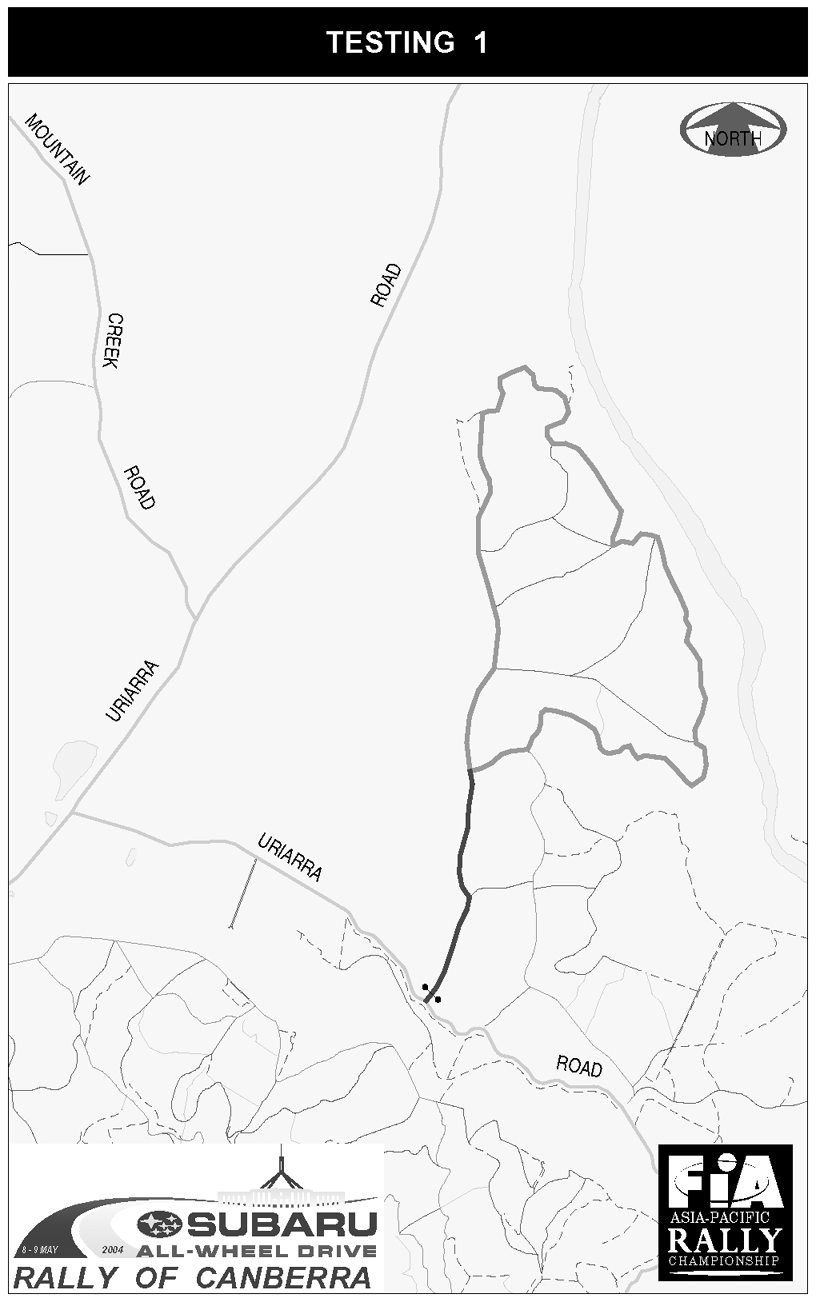 TESTING 1
NORTH
MOUNTAIN
CREEK
ROAD
ROAD
URIARRA
URIARRA
ROAD
8 - 9 MAY 2004
SUBARU
ALL-WHEEL DRIVE
RALLY OF CANBERRA
FiA
ASIA-PACIFIC
RALLY
CHAMPIONSHIP